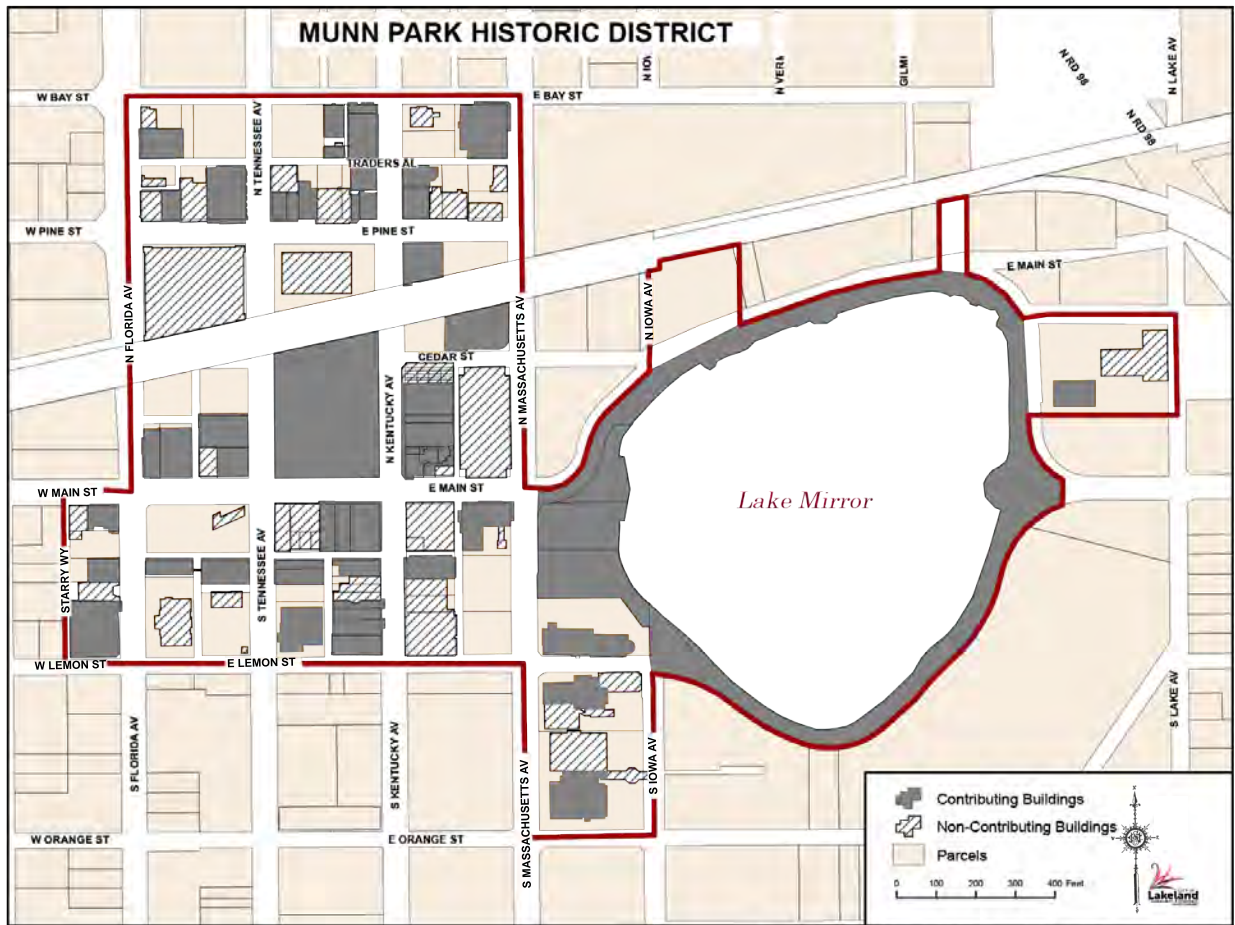 MUNN PARK HISTORIC DISTRICT
N VERM
GILMI
N RD 98
N LAKE AV
N RD 98
W BAY ST
E BAY ST
N TENNESSEE AV
TRADERS AL
W PINE ST
E PINE ST
E MAIN ST
N FLORIDA AV
N MASSACHUSETTS AV
N IOWA AV
CEDAR ST
N KENTUCKY AV
W MAIN ST
E MAIN ST
Lake Mirror
STARRY WY
S TENNESSEE AV
W LEMON ST
E LEMON ST
S FLORIDA AV
S KENTUCKY AV
S MASSACHUSETTS AV
S IOWA AV
S LAKE AV
W ORANGE ST
E ORANGE ST
Contributing Buildings
Non-Contributing Buildings
Parcels
0 100 200 300 400 Feet
Lakeland